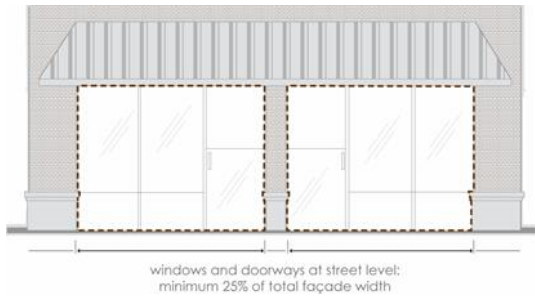 windows and doorways at street level:
minimum 25% of total façade width